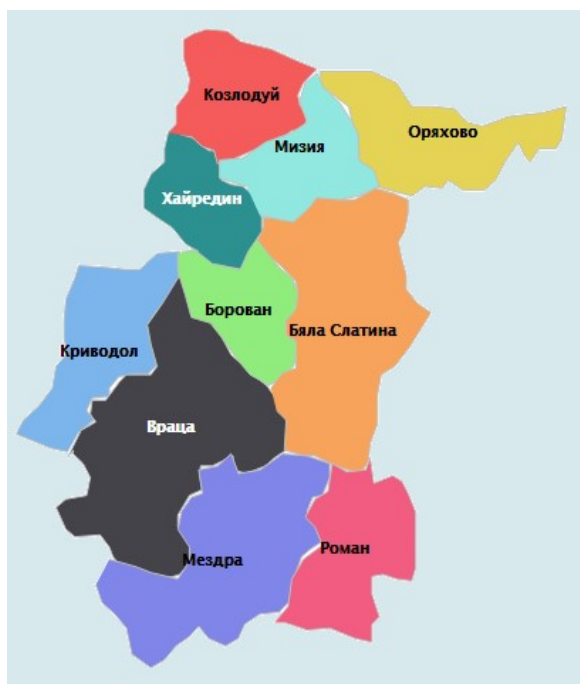 Козлодуй
Оряхово
Мизия
Хайредин
Борован
Бяла Слатина
Криводол
Враца
Роман
Мездра